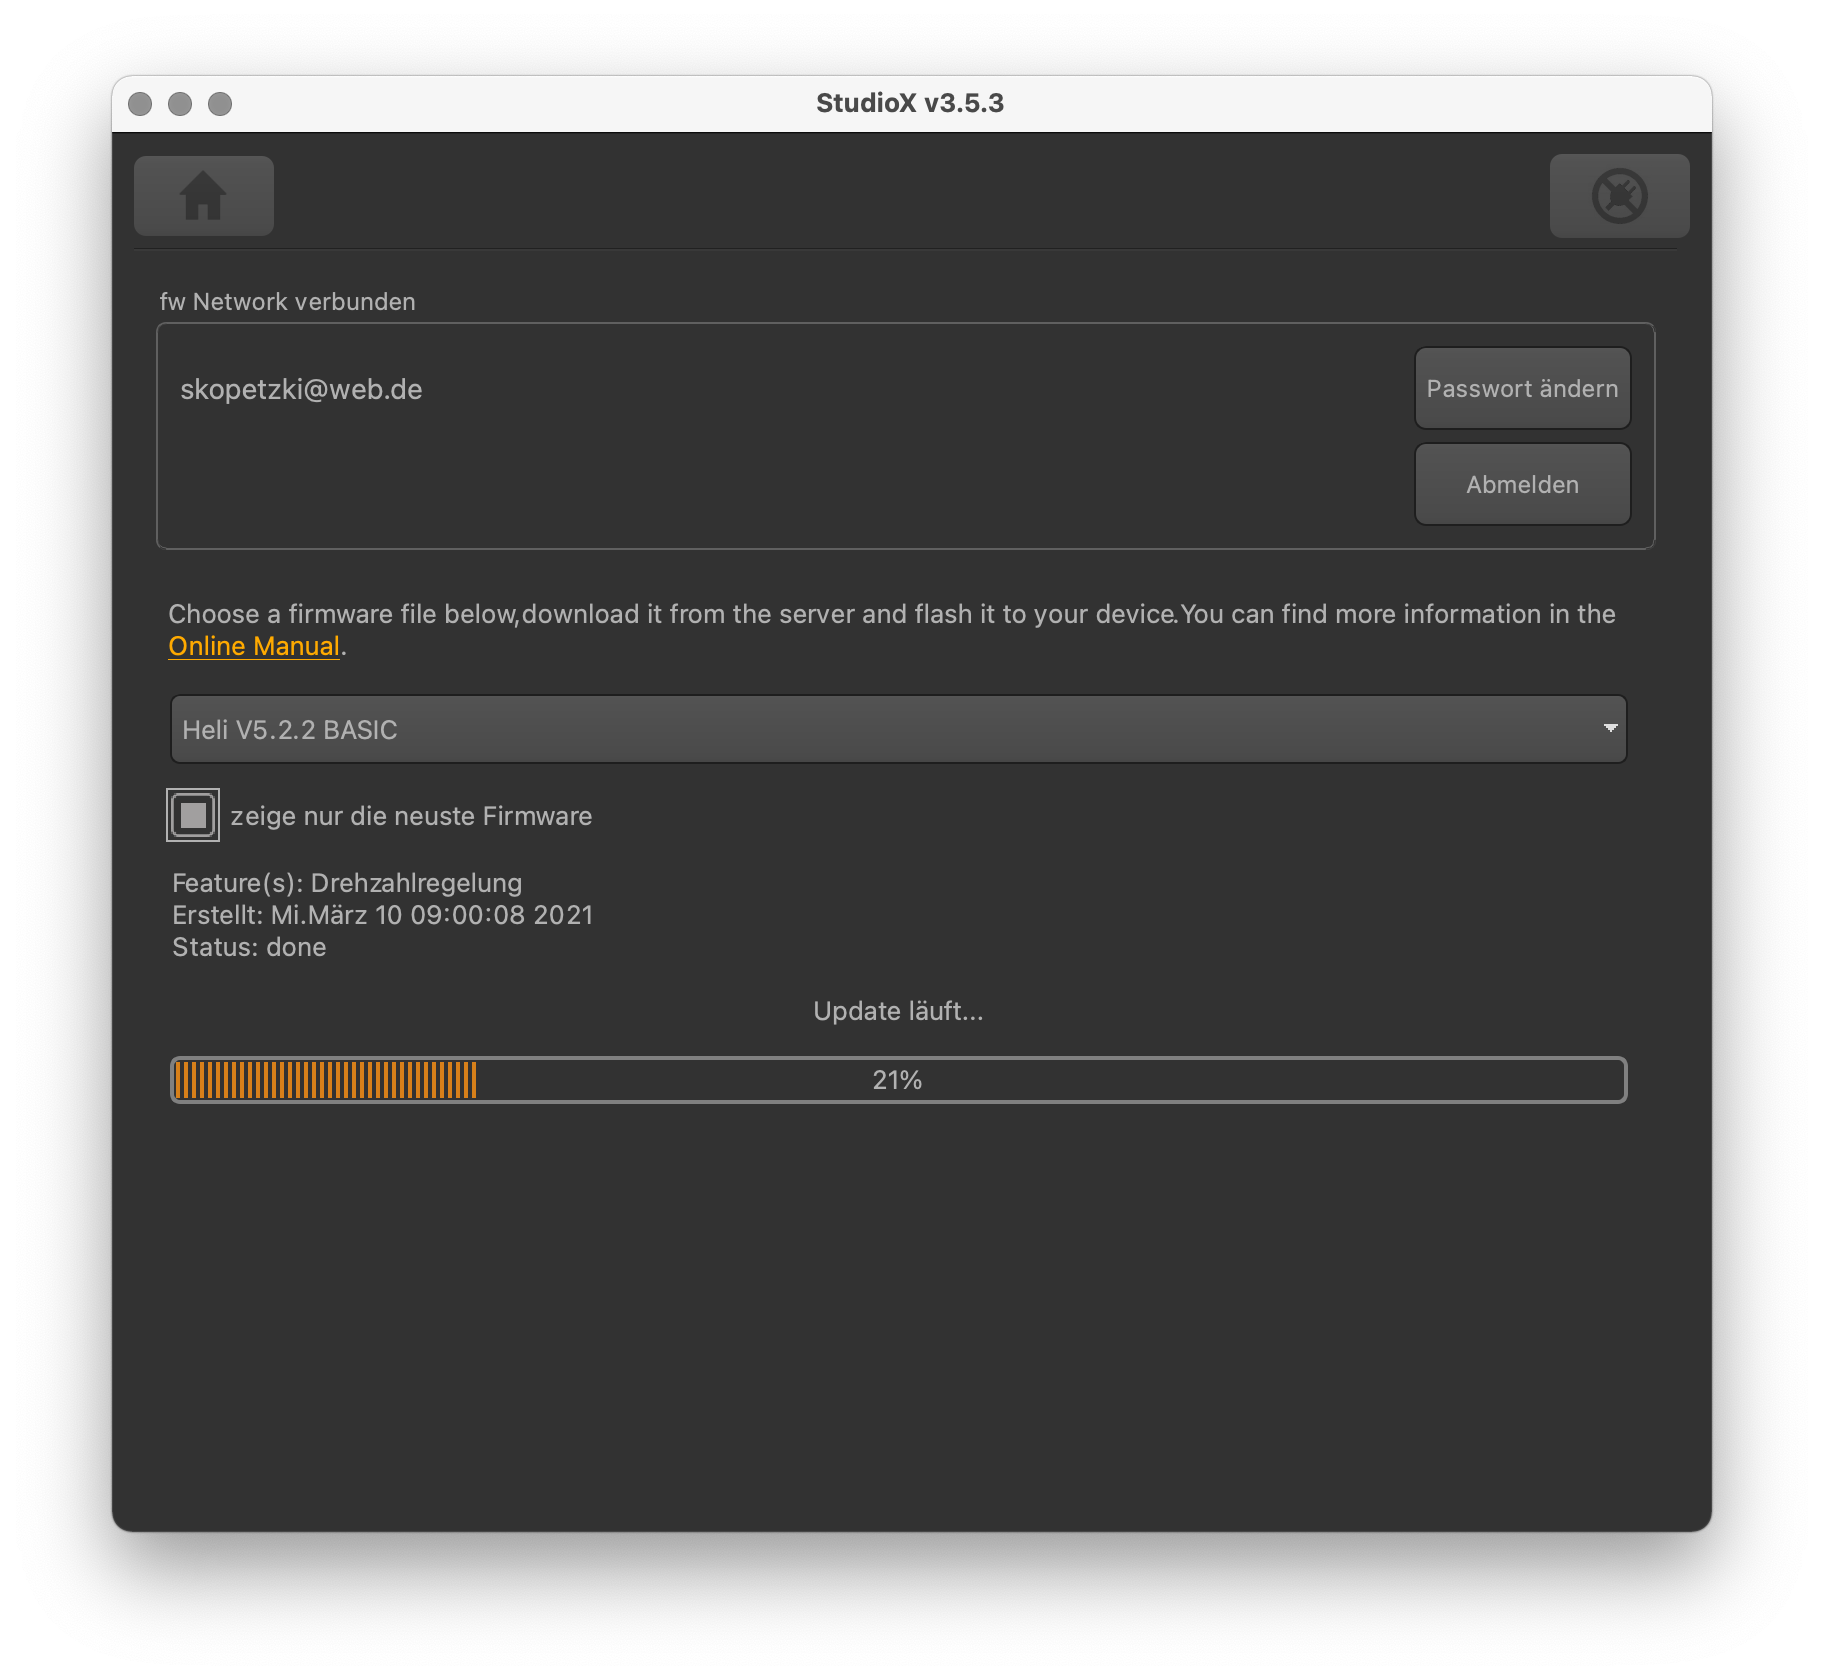 StudioX v3.5.3
fw Network verbunden
skopetzki@web.de
Passwort ändern
Abmelden
Choose a firmware file below,download it from the server and flash it to your device.You can find more information in the
Online Manual.
Heli V5.2.2 BASIC
zeige nur die neuste Firmware
Feature(s): Drehzahlregelung
Erstellt: Mi.März 10 09:00:08 2021
Status: done
Update läuft...
21%